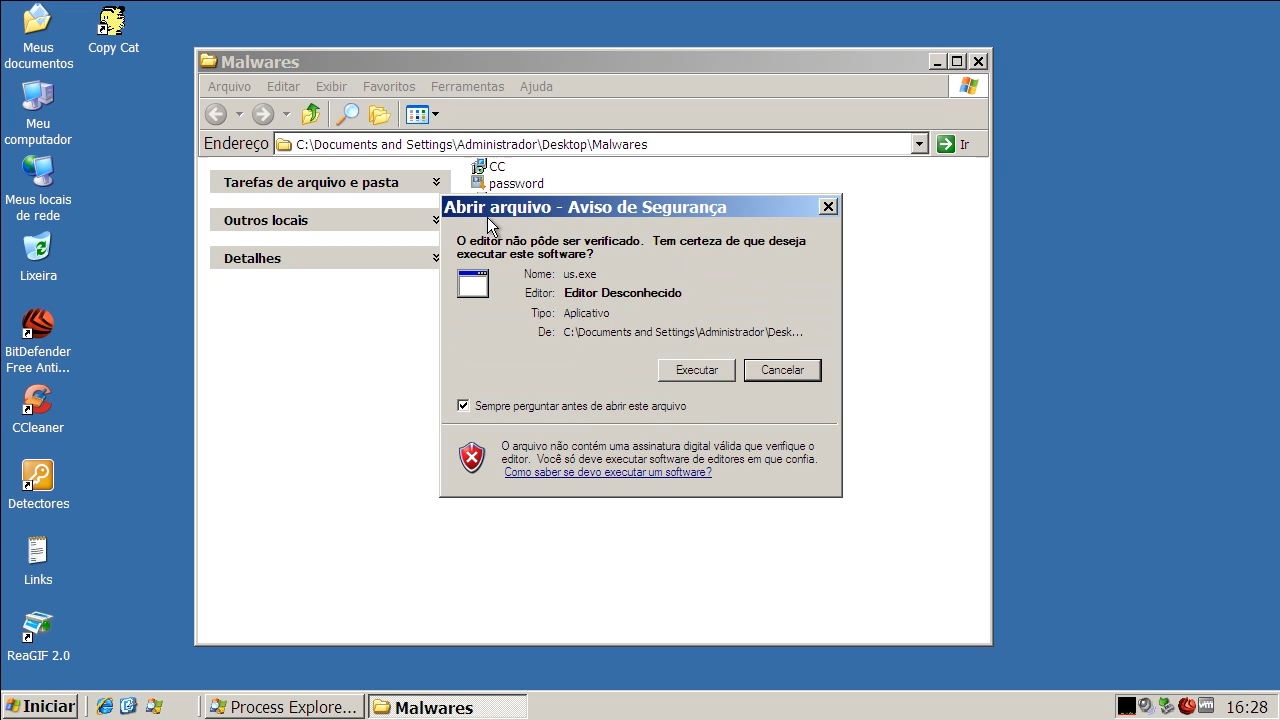 Meus
documentos
Copy Cat
Meu
computador
Meus locais
de rede
Lixeira
BitDefender
Free Anti...
CCleaner
Detectores
Links
ReaGIF 2.0
Malwares
Arquivo Editar Exibir Favoritos Ferramentas Ajuda
Endereço C:\Documents and Settings\Administrador\Desktop\Malwares Ir
Tarefas de arquivo e pasta
Outros locais
Detalhes
CC
password
Abrir arquivo - Aviso de Segurança
O editor não pôde ser verificado. Tem certeza de que deseja
executar este software?
Nome: us.exe
Editor: Editor Desconhecido
Tipo: Aplicativo
De: C:\Documents and Settings\Administrador\Desk...
Executar Cancelar
Sempre perguntar antes de abrir este arquivo
O arquivo não contém uma assinatura digital válida que verifique o
editor. Você só deve executar software de editores em que confia.
Como saber se devo executar um software?
Iniciar Process Explore... Malwares 16:28